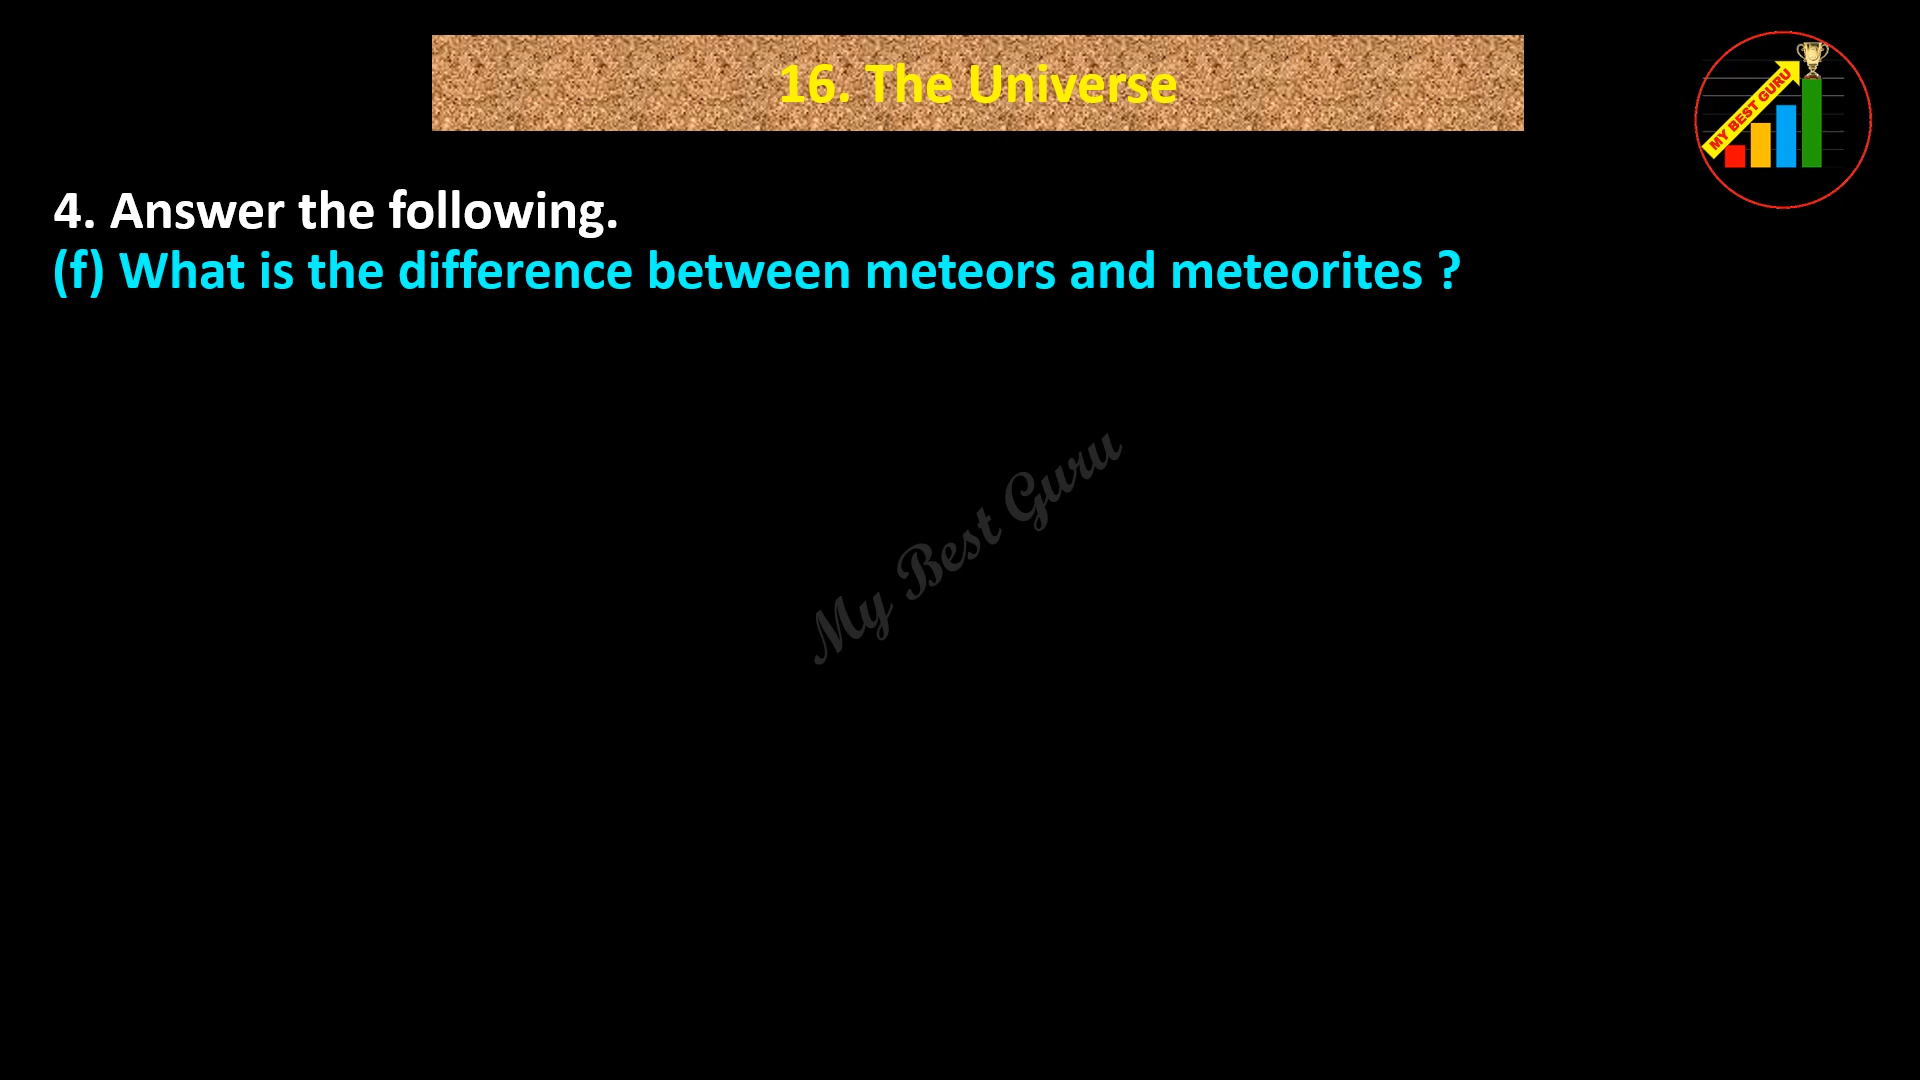 16. The Universe
MY BEST GURU
4. Answer the following.
(f) What is the difference between meteors and meteorites ?
My Best Guru